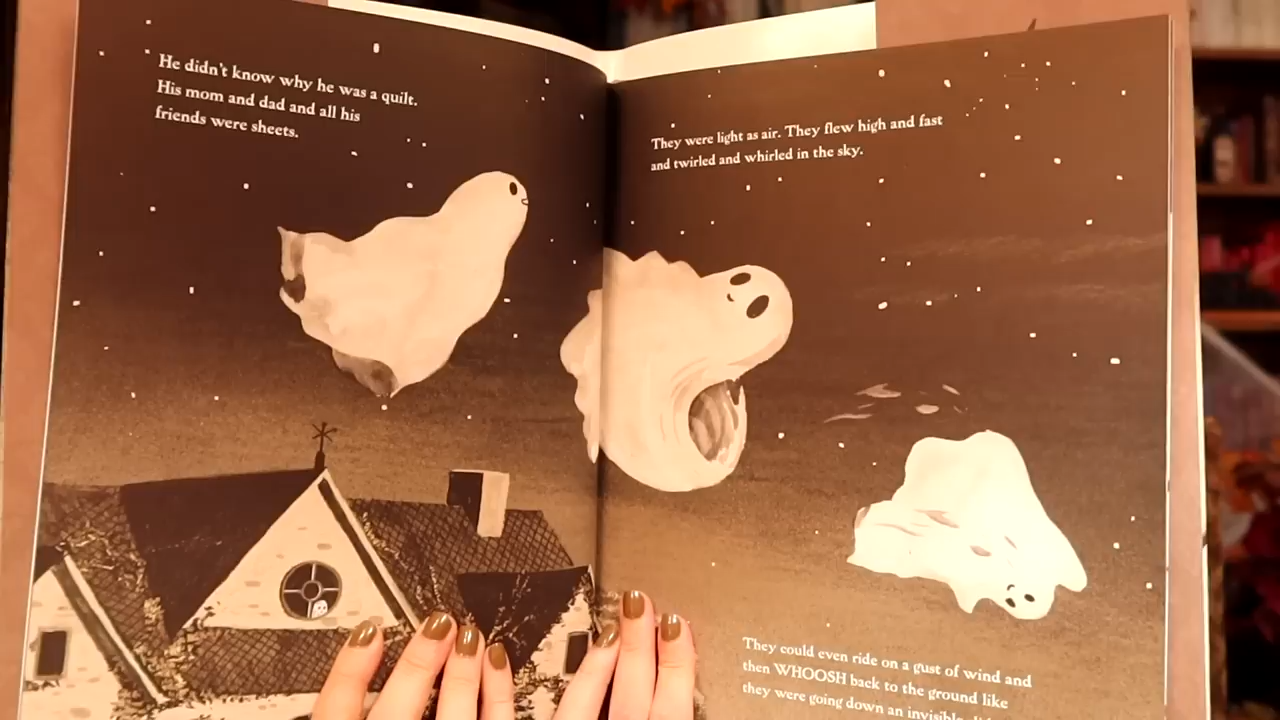 He didn't know why he was a quilt.
His mom and dad and all his
friends were sheets.
They were light as air. They flew high and fast
and twirled and whirled in the sky.
They could even ride on a gust of wind and
then WHOOSH back to the ground like
they were going down an invisible